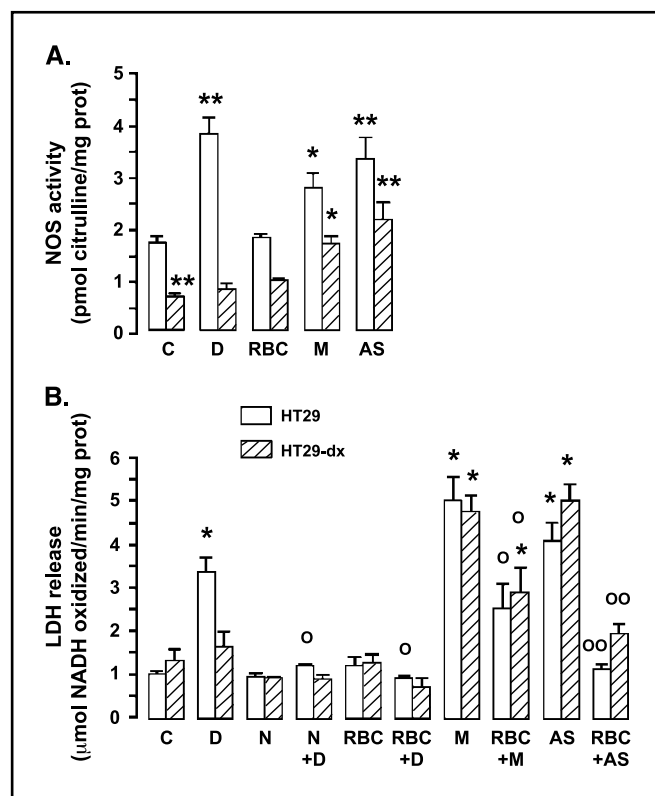 A.
NOS activity
(pmol citrulline/mg prot)
5
4
3
2
1
0
**
**
*
*
**
**
C D RBC M AS
B.
HT29
HT29-dx
LDH release
(μmol NADH oxidized/min/mg prot)
6
5
4
3
2
1
0
*
o
o
*
*
o
o
*
*
*
oo
oo
C D N N RBC RBC M RBC AS RBC
+D +D +M +AS